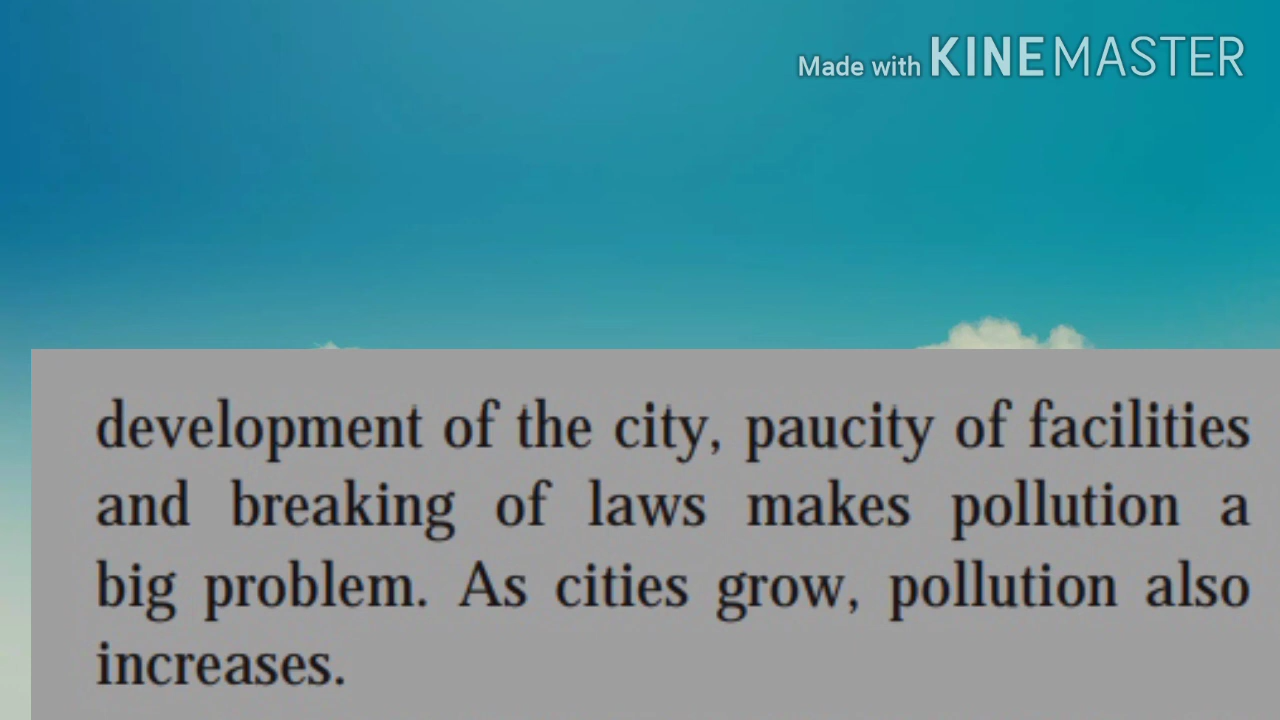 Made with KINEMASTER
development of the city, paucity of facilities
and breaking of laws makes pollution a
big problem. As cities grow, pollution also
increases.